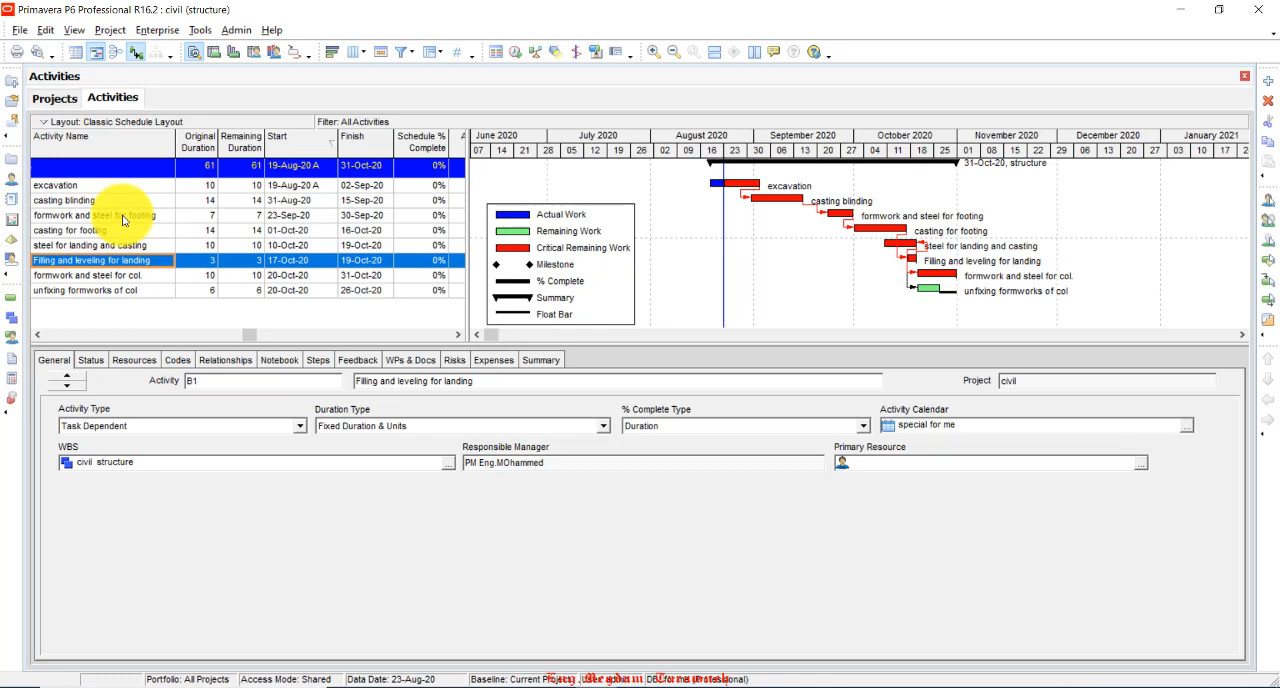 Primavera P6 Professional R16.2 : civil (structure)
File Edit View Project Enterprise Tools Admin Help
Activities
Projects Activities
Layout: Classic Schedule Layout Filter: All Activities
Activity Name Original Duration Remaining Duration Start Finish Schedule % Complete A
June 2020 July 2020 August 2020 September 2020 October 2020 November 2020 December 2020 January 2021
07 14 21 28 05 12 19 26 02 09 16 23 30 06 13 20 27 04 11 18 25 01 08 15 22 29 06 13 20 27 03 10 17 2
61 61 19-Aug-20 A 31-Oct-20 0% 31-Oct-20, structure
excavation 10 10 19-Aug-20 A 02-Sep-20 0% excavation
casting blinding 14 14 31-Aug-20 15-Sep-20 0% casting blinding
formwork and steel for footing 7 7 23-Sep-20 30-Sep-20 0% formwork and steel for footing
casting for footing 14 14 01-Oct-20 16-Oct-20 0% casting for footing
steel for landing and casting 10 10 10-Oct-20 19-Oct-20 0% steel for landing and casting
Filling and leveling for landing 3 3 17-Oct-20 19-Oct-20 0% Filling and leveling for landing
formwork and steel for col. 10 10 20-Oct-20 31-Oct-20 0% formwork and steel for col.
unfixing formworks of col 6 6 20-Oct-20 26-Oct-20 0% unfixing formworks of col
Actual Work
Remaining Work
Critical Remaining Work
Milestone
% Complete
Summary
Float Bar
General Status Resources Codes Relationships Notebook Steps Feedback WPs & Docs Risks Expenses Summary
Activity B1 Filling and leveling for landing Project civil
Activity Type Duration Type % Complete Type Activity Calendar
Task Dependent Fixed Duration & Units Duration special for me
WBS Responsible Manager Primary Resource
civil structure PM Eng.MOhammed
Portfolio: All Projects Access Mode: Shared Data Date: 23-Aug-20 Baseline: Current Project